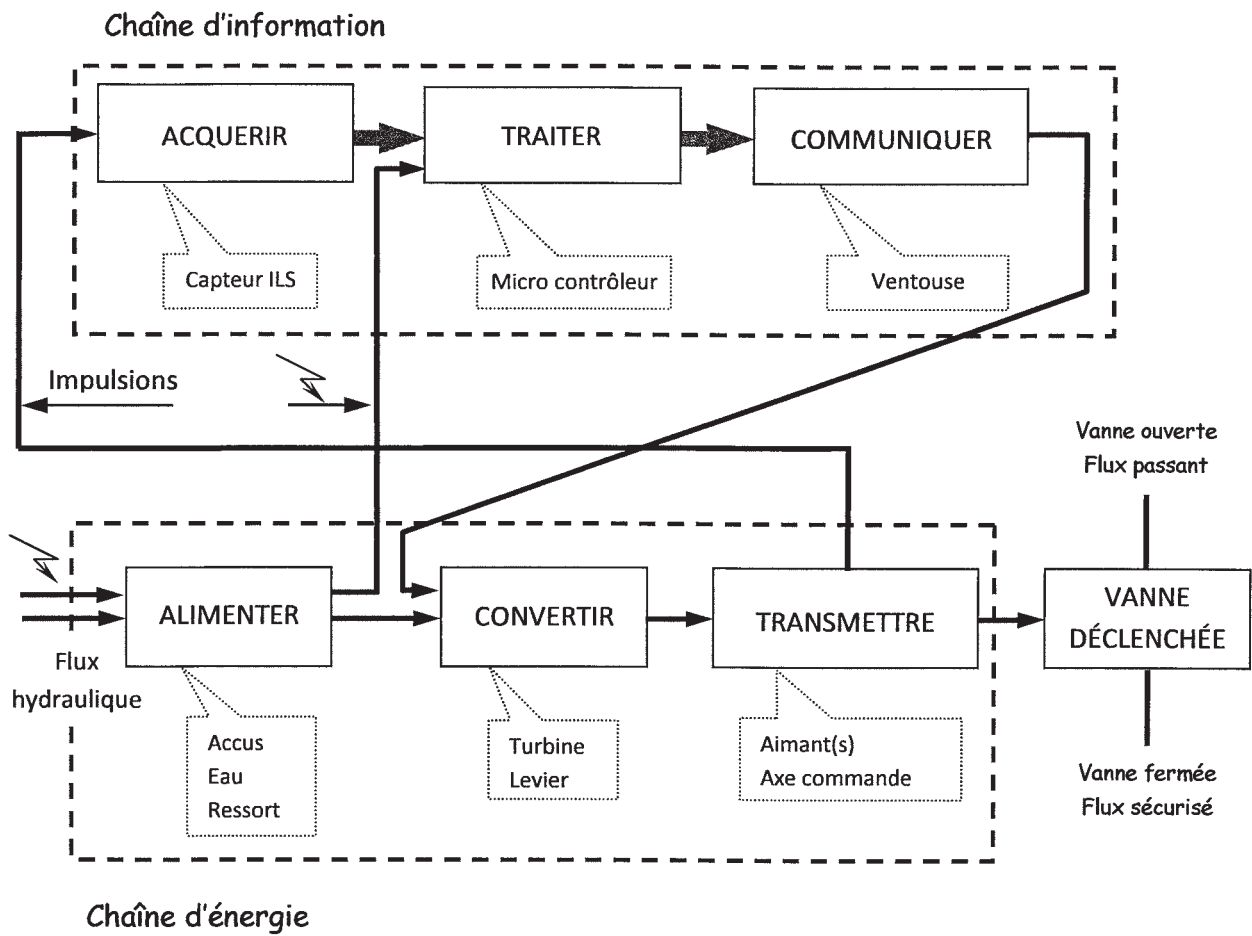 Chaîne d'information
ACQUERIR
TRAITER
COMMUNIQUER
Capteur ILS
Micro contrôleur
Ventouse
Impulsions
Vanne ouverte
Flux passant
ALIMENTER
CONVERTIR
TRANSMETTRE
VANNE
DÉCLENCHÉE
Flux
hydraulique
Accus
Eau
Ressort
Turbine
Levier
Aimant(s)
Axe commande
Vanne fermée
Flux sécurisé
Chaîne d'énergie